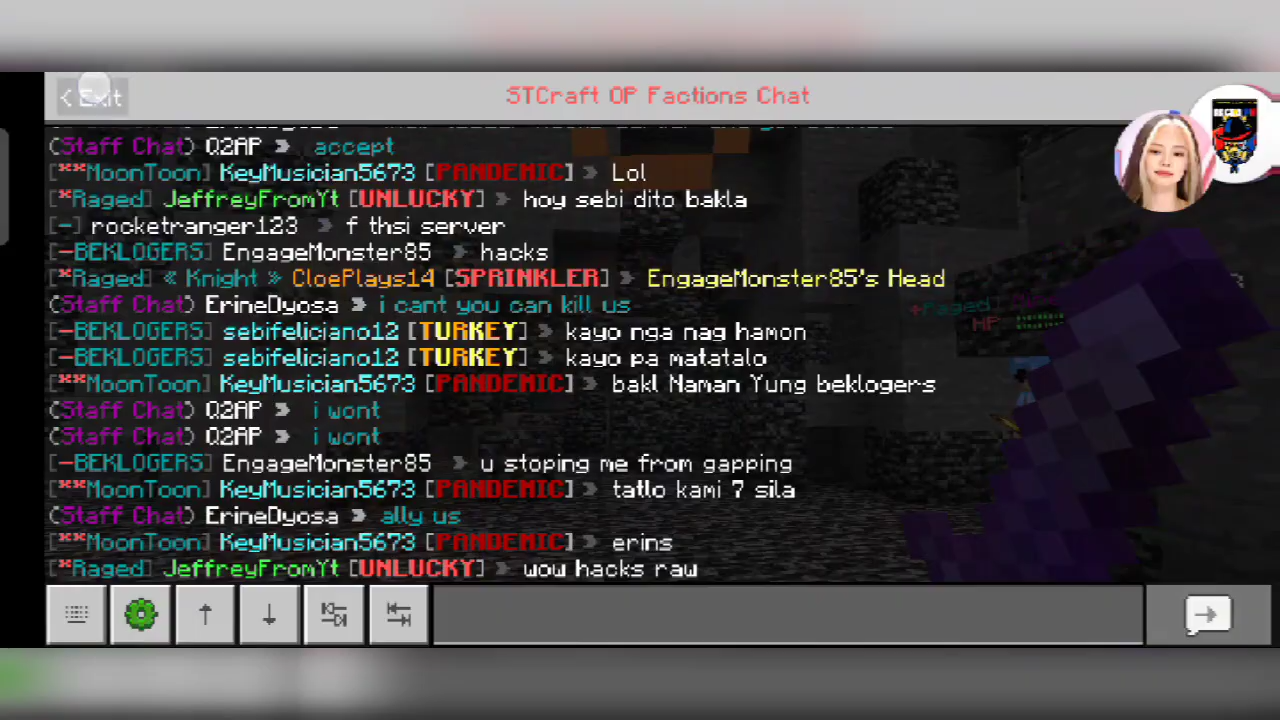 < Exit
STCraft OP Factions Chat
(Staff Chat) Q2AP » accept
[**MoonToon] KeyMusician5673 [PANDEMIC] » Lol
[*Raged] JeffreyFromYt [UNLUCKY] » hoy sebi dito bakla
[-] rocketranger123 » f thsi server
[-BEKLOGERS] EngageMonster85 » hacks
[*Raged] « Knight » CloePlays14 [SPRINKLER] » EngageMonster85's Head
(Staff Chat) ErineDyosa » i cant you can kill us
[-BEKLOGERS] sebifeliciano12 [TURKEY] » kayo nga nag hamon
[-BEKLOGERS] sebifeliciano12 [TURKEY] » kayo pa matatalo
[**MoonToon] KeyMusician5673 [PANDEMIC] » bakl Naman Yung beklogers
(Staff Chat) Q2AP » i wont
(Staff Chat) Q2AP » i wont
[-BEKLOGERS] EngageMonster85 » u stoping me from gapping
[**MoonToon] KeyMusician5673 [PANDEMIC] » tatlo kami 7 sila
(Staff Chat) ErineDyosa » ally us
[**MoonToon] KeyMusician5673 [PANDEMIC] » erins
[*Raged] JeffreyFromYt [UNLUCKY] » wow hacks raw
+Raged]
HP